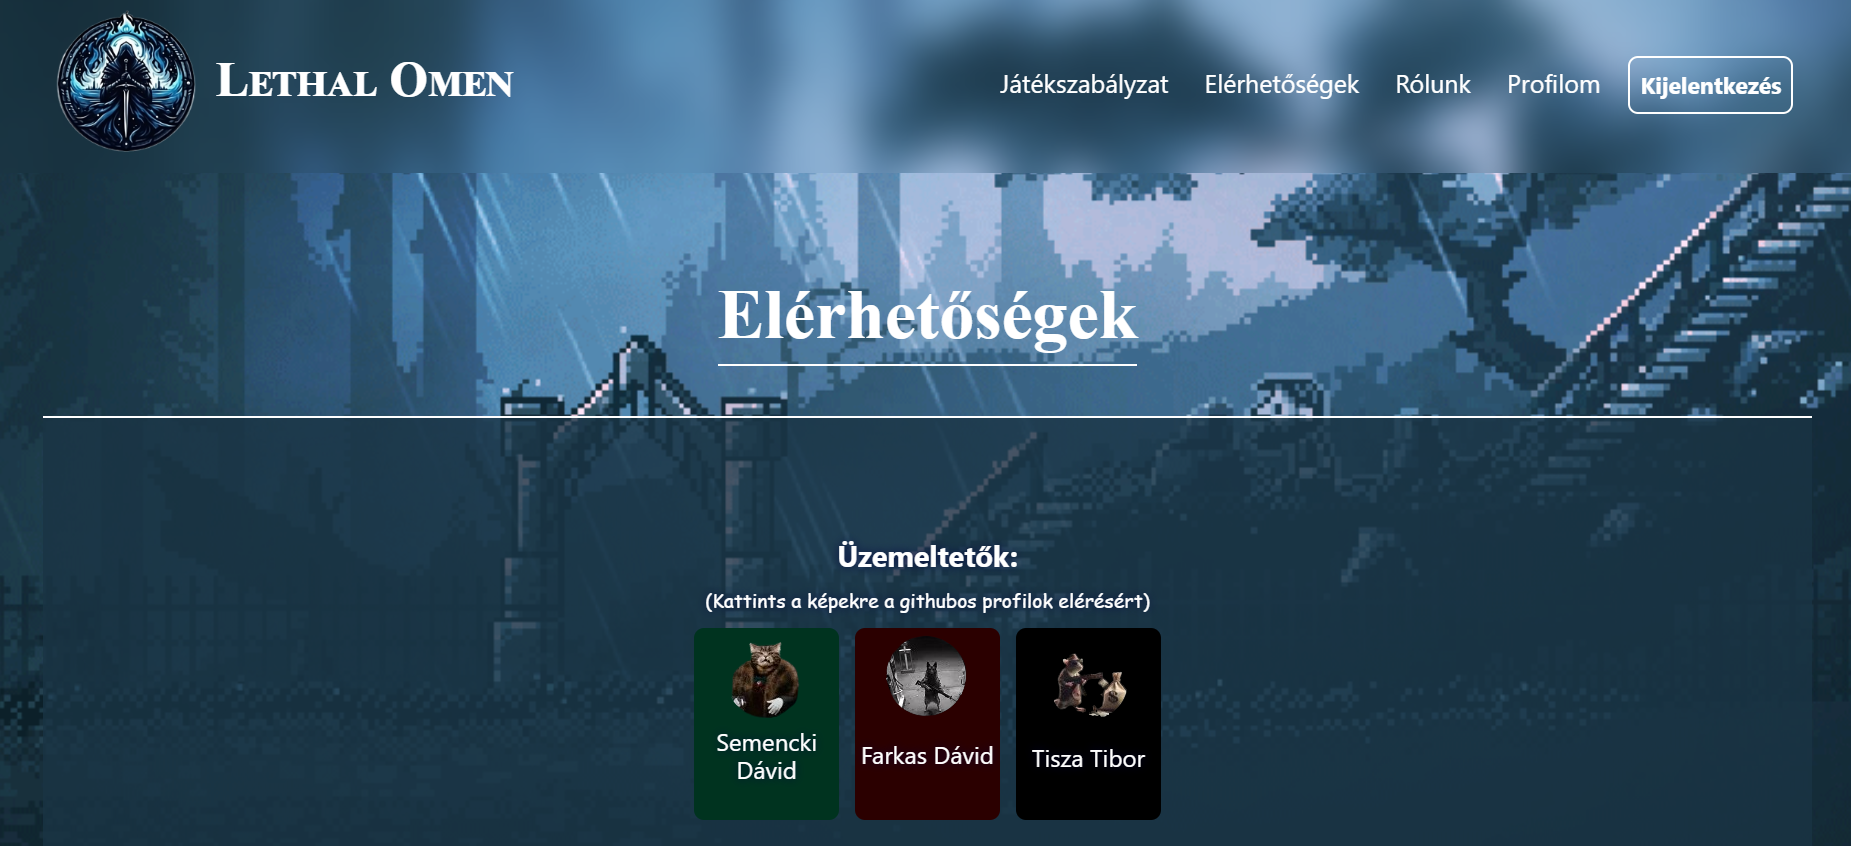 Lethal Omen
Játékszabályzat Elérhetőségek Rólunk Profilom Kijelentkezés
Elérhetőségek
Üzemeltetők:
(Kattints a képekre a githubos profilok elérésért)
Semencki
Dávid
Farkas Dávid
Tisza Tibor